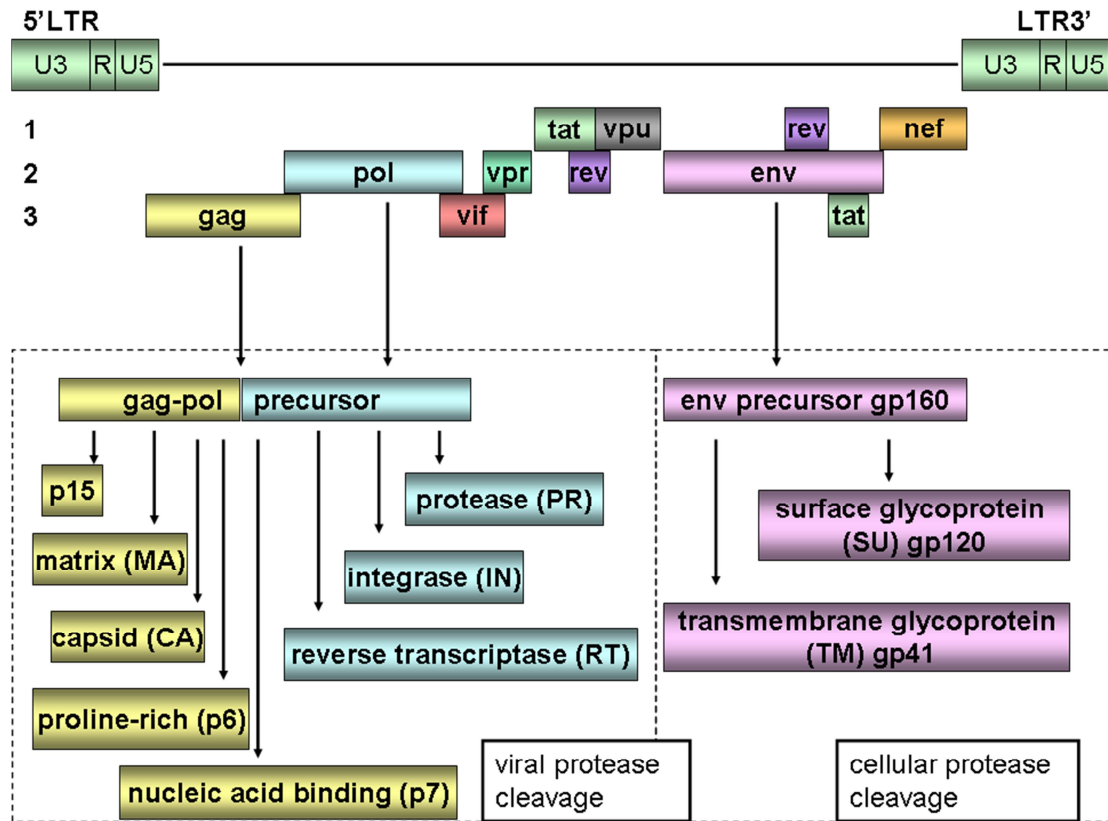 5’LTR
LTR3’
U3 R U5
U3 R U5
1
tat vpu rev nef
2
pol vpr rev env
3
gag vif tat
gag-pol precursor
env precursor gp160
p15
protease (PR)
surface glycoprotein
(SU) gp120
matrix (MA)
integrase (IN)
capsid (CA)
reverse transcriptase (RT)
transmembrane glycoprotein
(TM) gp41
proline-rich (p6)
nucleic acid binding (p7)
viral protease
cleavage
cellular protease
cleavage